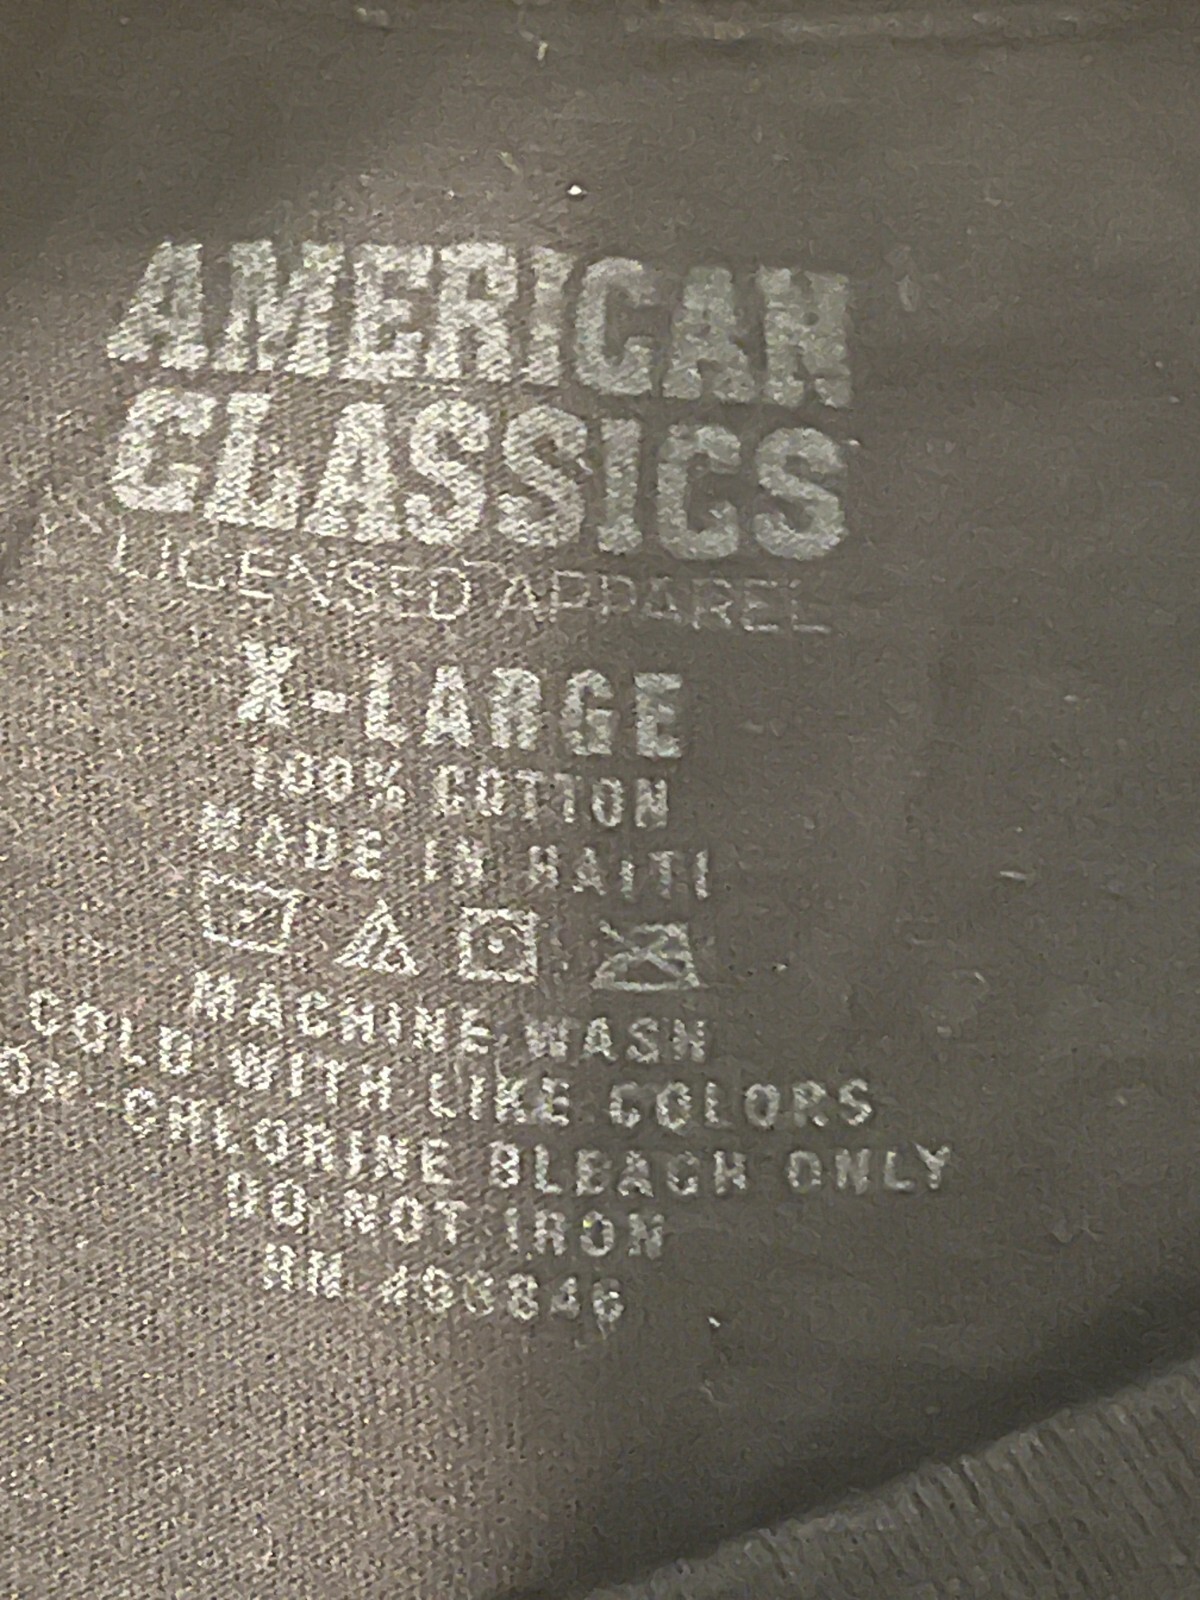 AMERICAN
CLASSICS
LICENSED APPAREL
X-LARGE
100% COTTON
MADE IN HAITI
MACHINE WASH
COLD WITH LIKE COLORS
CHLORINE BLEACH ONLY
DO NOT IRON
RN